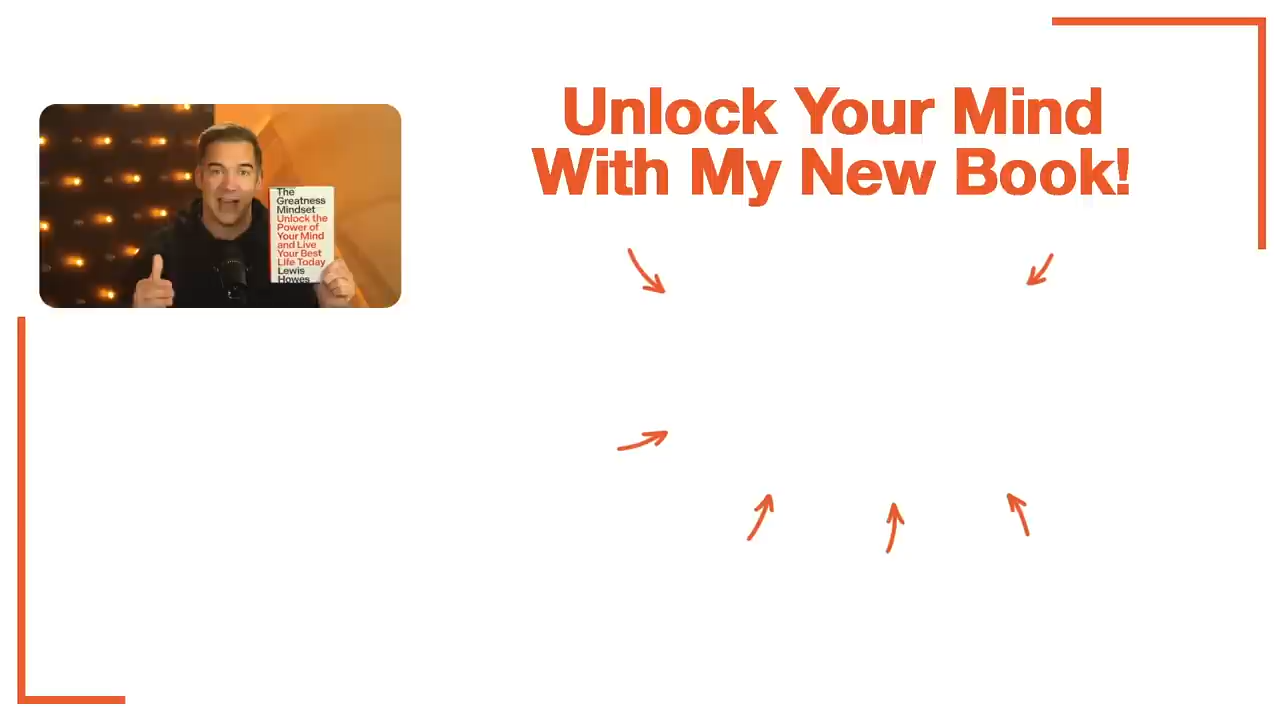 Unlock Your Mind
With My New Book!
The
Greatness
Mindset
Unlock the
Power of
Your Mind
and Live
Your Best
Life Today
Lewis
Howes